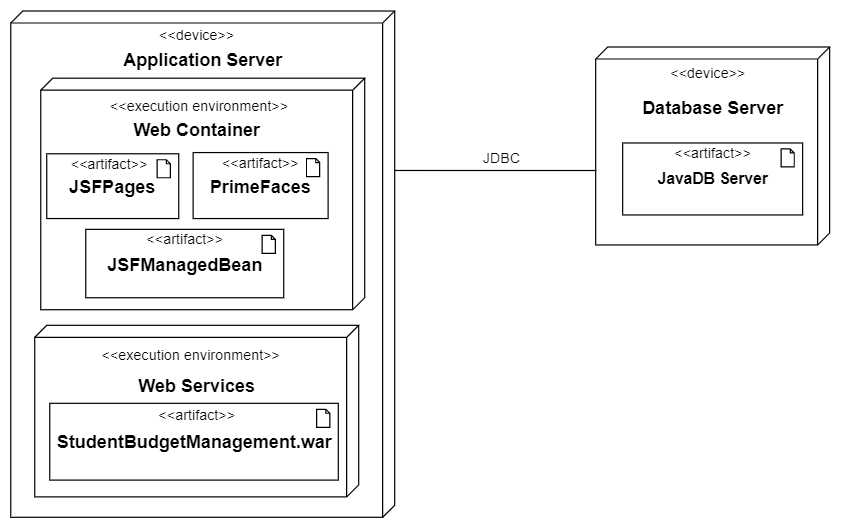 <<device>>
Application Server
<<execution environment>>
Web Container
<<artifact>>
JSFPages
<<artifact>>
PrimeFaces
<<artifact>>
JSFManagedBean
<<execution environment>>
Web Services
<<artifact>>
StudentBudgetManagement.war
JDBC
<<device>>
Database Server
<<artifact>>
JavaDB Server